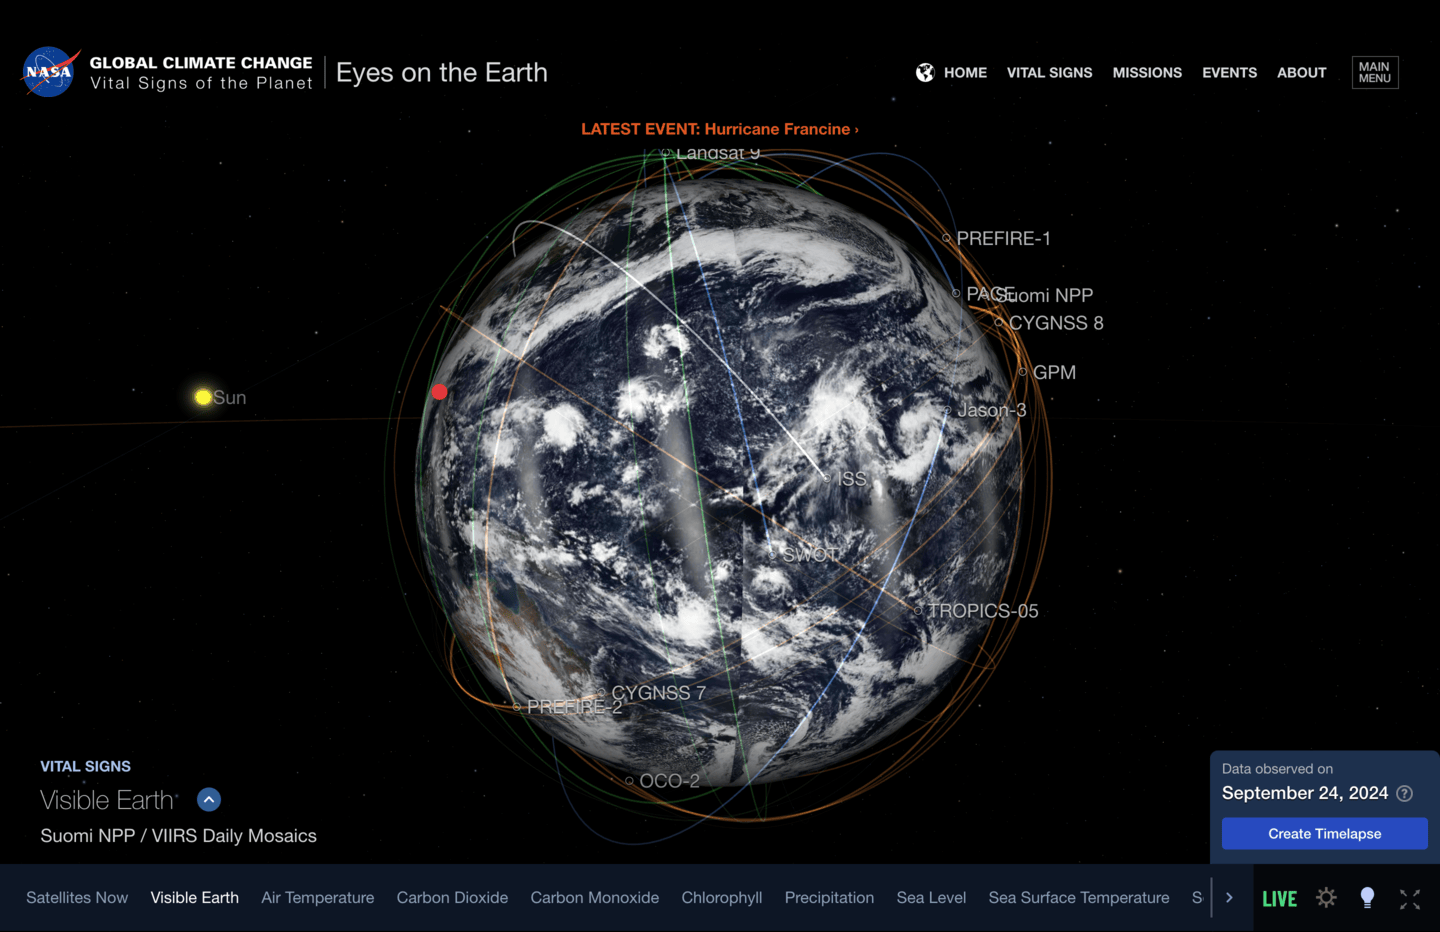 NASA
GLOBAL CLIMATE CHANGE
Vital Signs of the Planet
Eyes on the Earth
HOME
VITAL SIGNS
MISSIONS
EVENTS
ABOUT
MAIN
MENU
LATEST EVENT: Hurricane Francine ›
Landsat 9
PREFIRE-1
PACE
Suomi NPP
CYGNSS 8
GPM
Sun
Jason-3
ISS
SWOT
TROPICS-05
CYGNSS 7
PREFIRE-2
OCO-2
VITAL SIGNS
Visible Earth
Suomi NPP / VIIRS Daily Mosaics
Data observed on
September 24, 2024 ?
Create Timelapse
Satellites Now
Visible Earth
Air Temperature
Carbon Dioxide
Carbon Monoxide
Chlorophyll
Precipitation
Sea Level
Sea Surface Temperature
S
LIVE